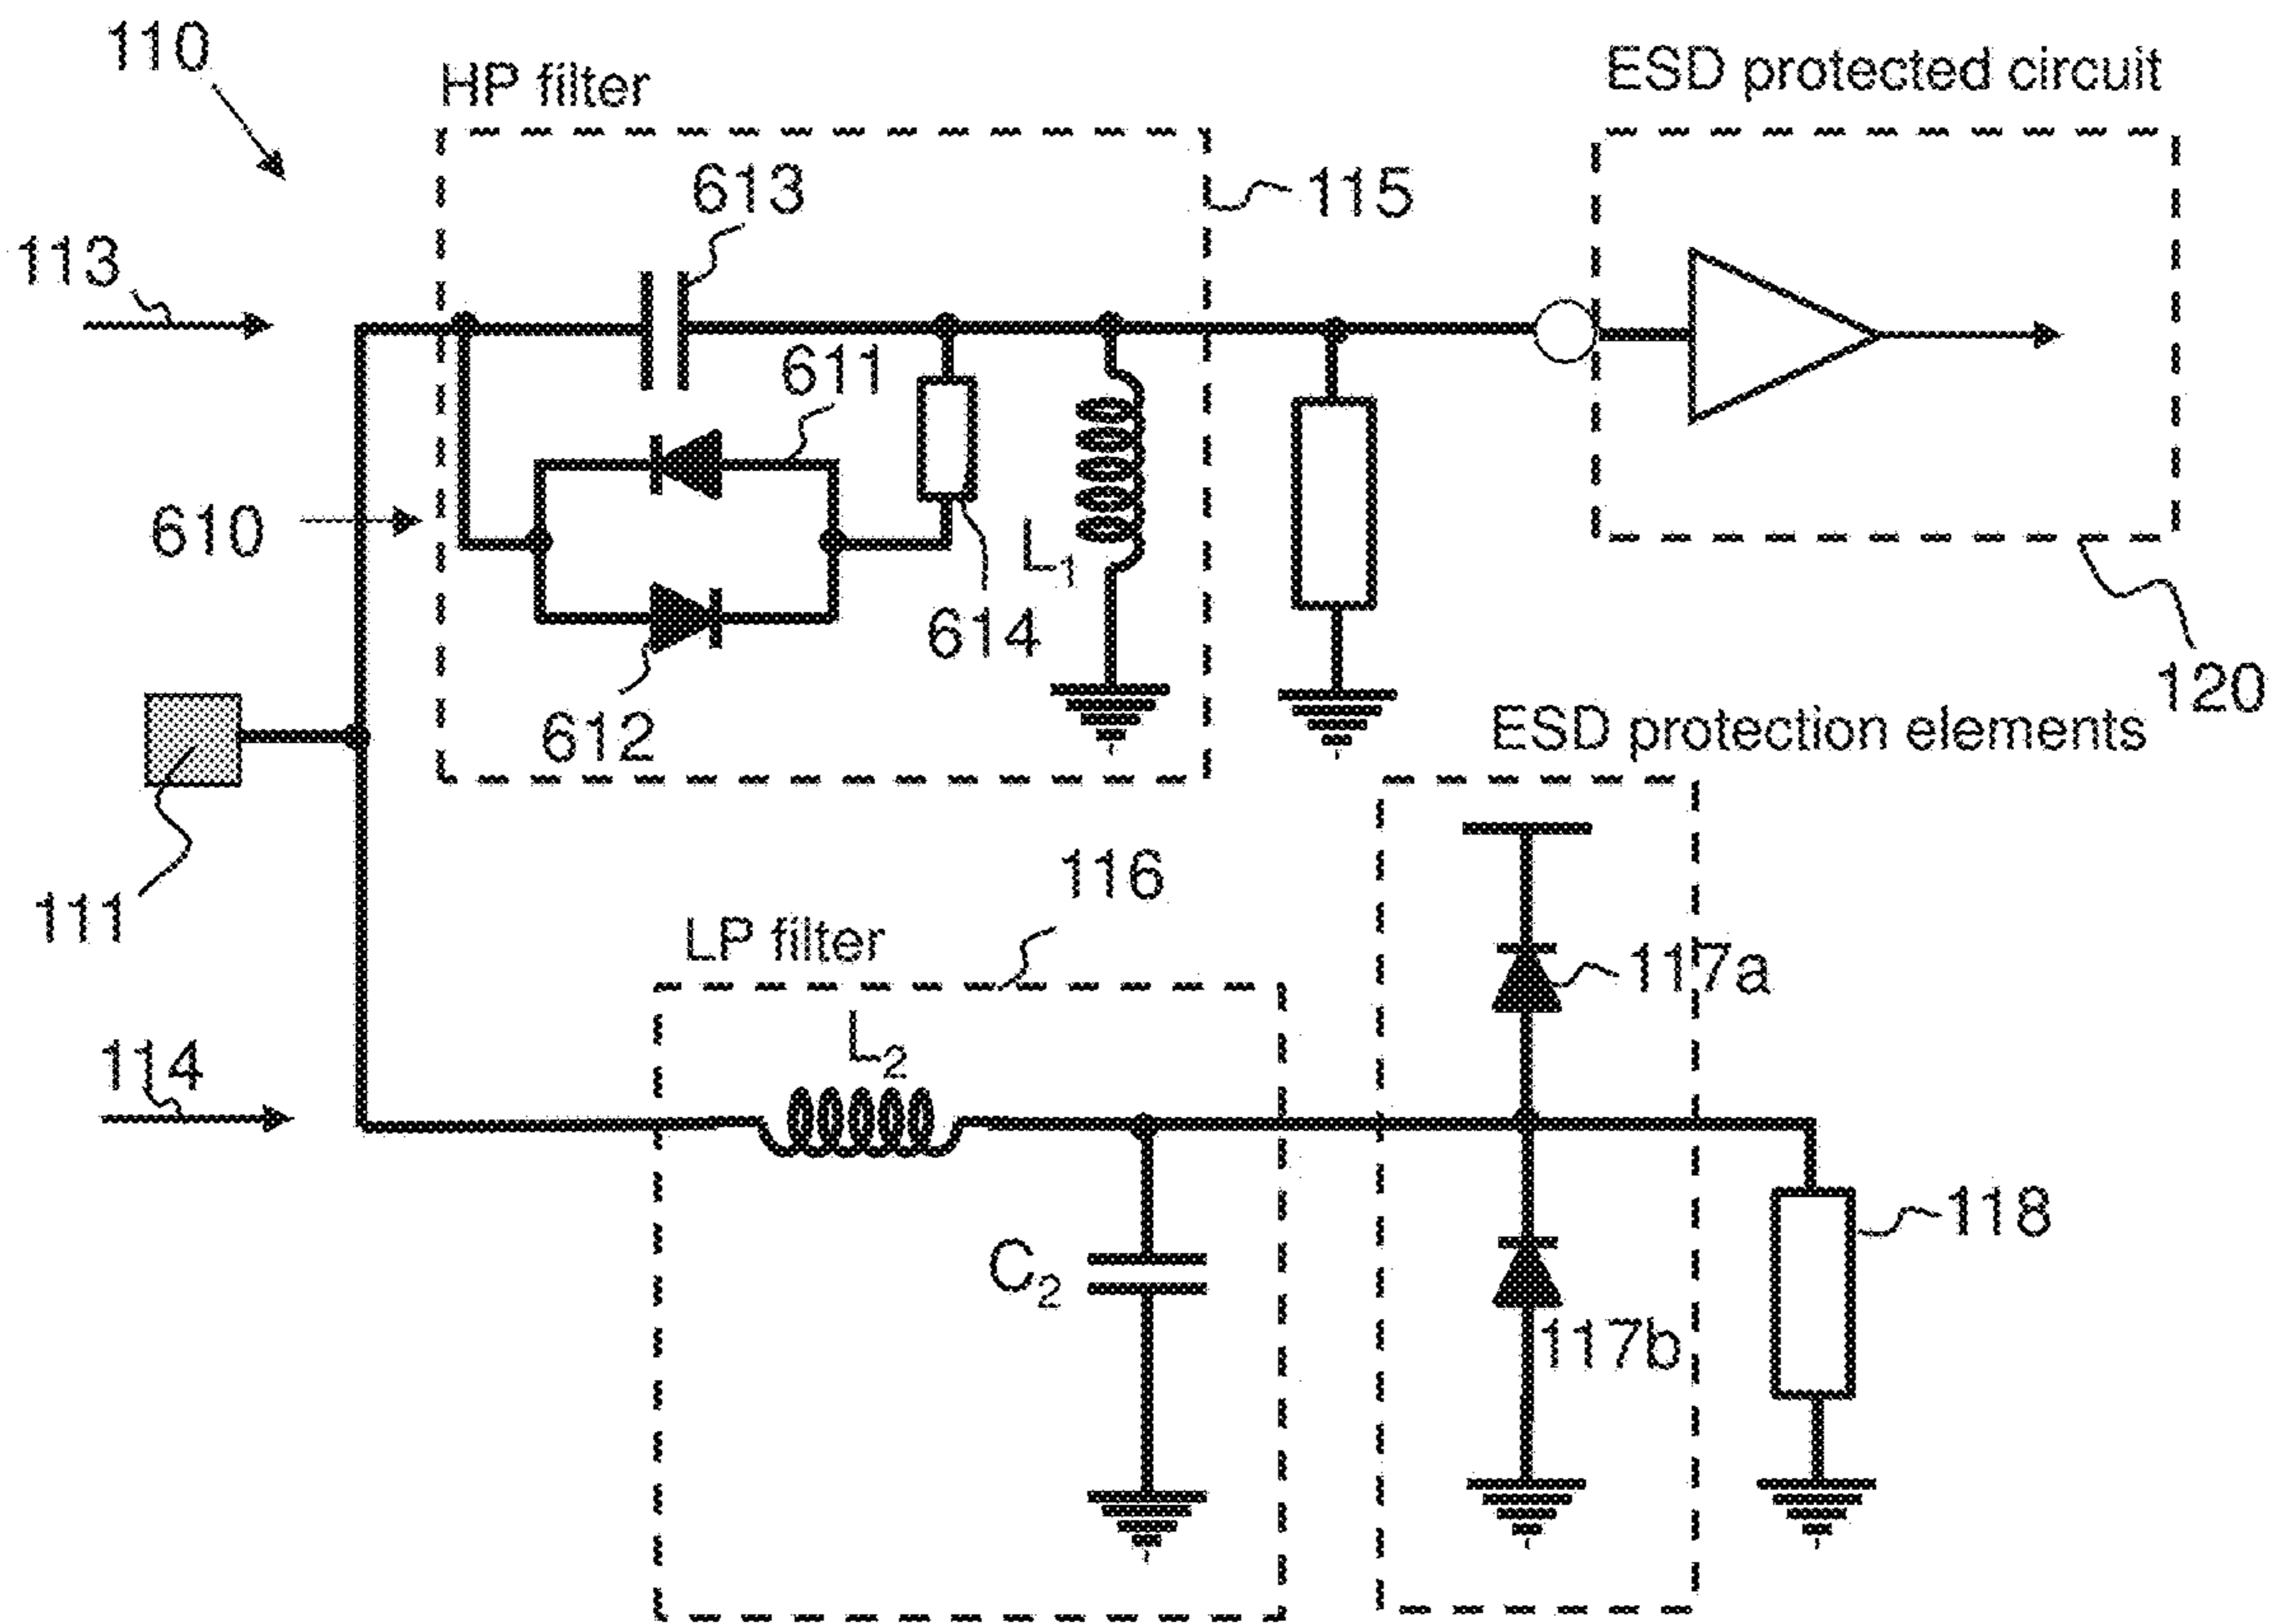 110
HP filter
ESD protected circuit
613
115
113
611
610
L₁
614
612
120
ESD protection elements
111
116
LP filter
117a
L₂
114
118
C₂
117b